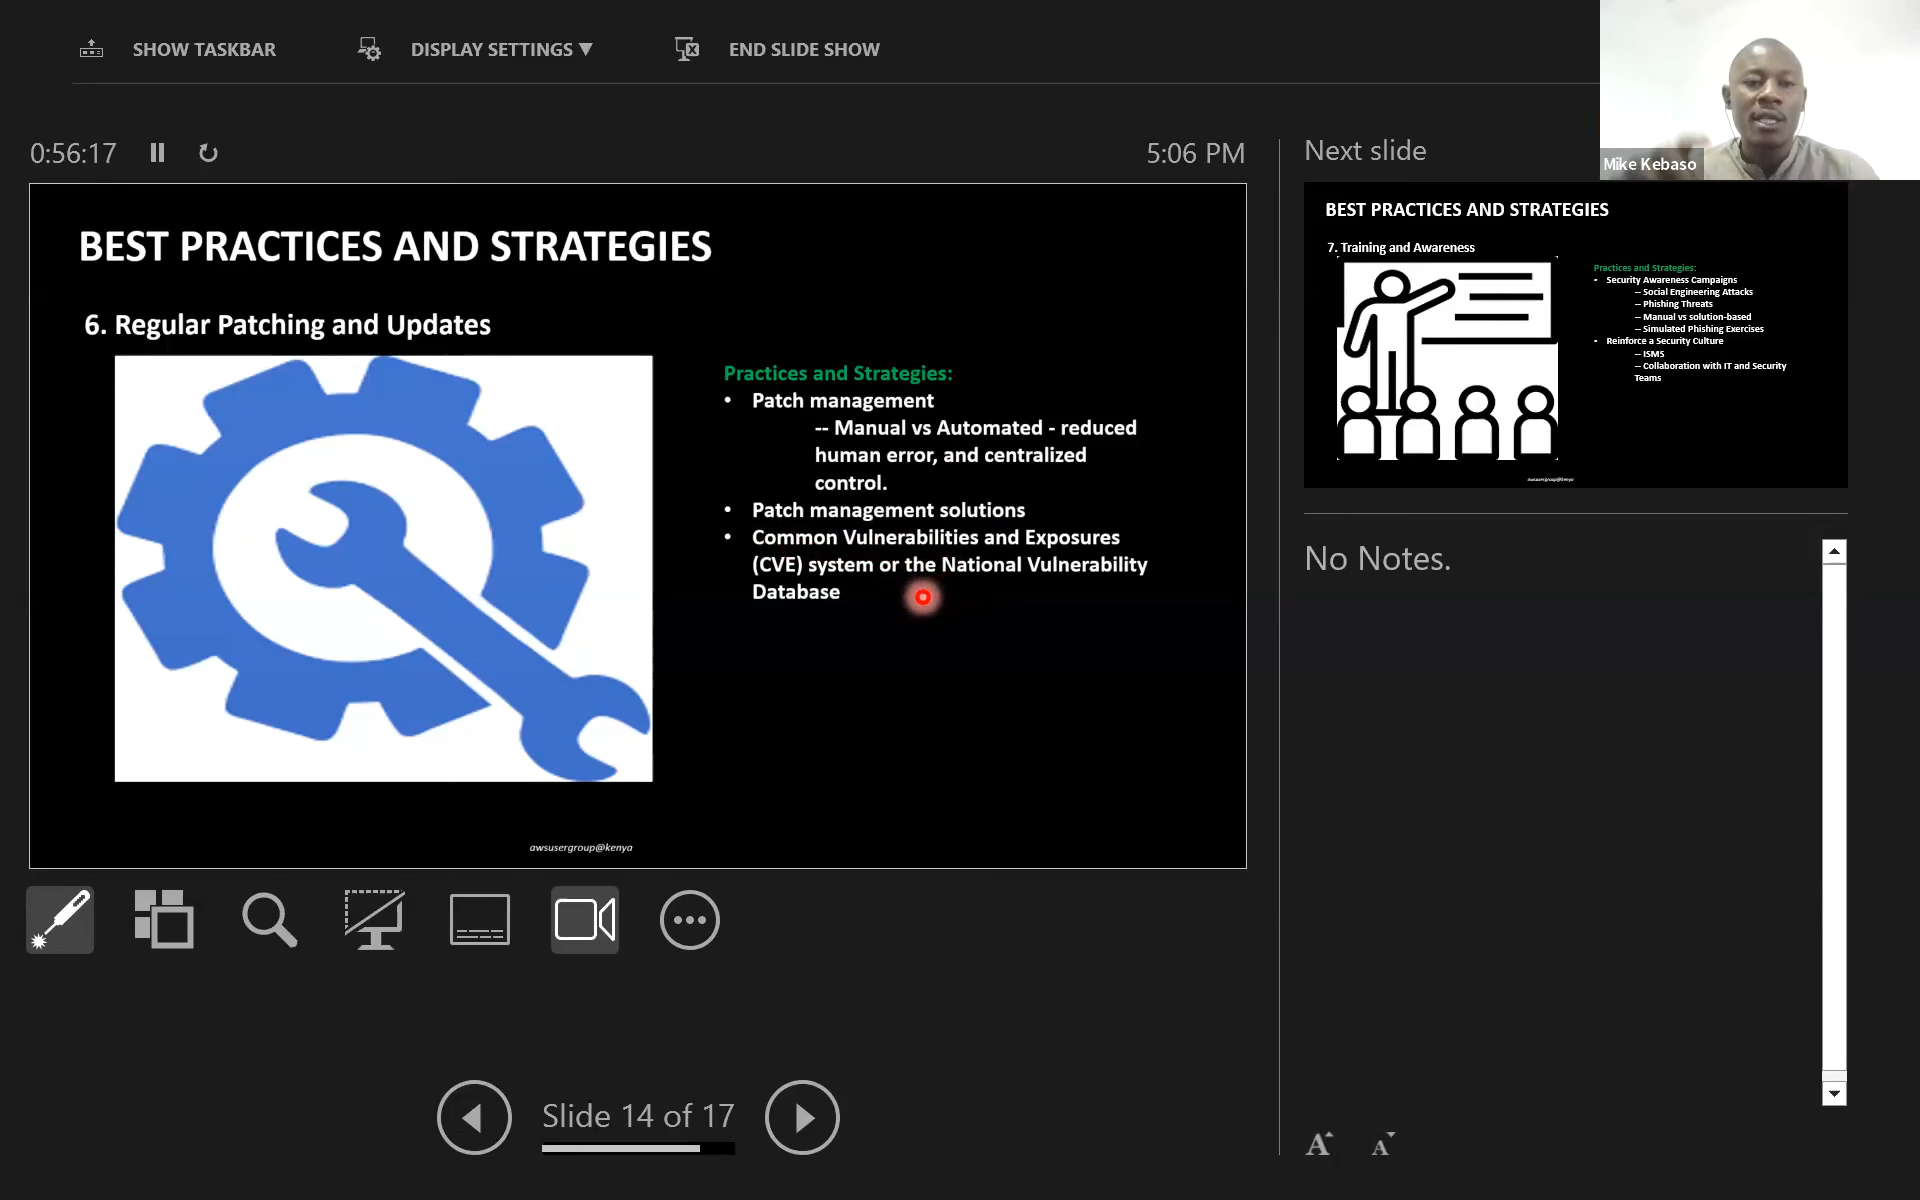 SHOW TASKBAR
DISPLAY SETTINGS ▼
END SLIDE SHOW
Mike Kebaso
0:56:17
5:06 PM
BEST PRACTICES AND STRATEGIES
6. Regular Patching and Updates
Practices and Strategies:
• Patch management
-- Manual vs Automated - reduced
human error, and centralized
control.
• Patch management solutions
• Common Vulnerabilities and Exposures
(CVE) system or the National Vulnerability
Database
awsusergroup@kenya
Slide 14 of 17
Next slide
BEST PRACTICES AND STRATEGIES
7. Training and Awareness
Practices and Strategies:
• Security Awareness Campaigns
-- Social Engineering Attacks
-- Phishing Threats
-- Manual vs solution-based
-- Simulated Phishing Exercises
• Reinforce a Security Culture
-- ISMS
-- Collaboration with IT and Security
Teams
awsusergroup@kenya
No Notes.
A A